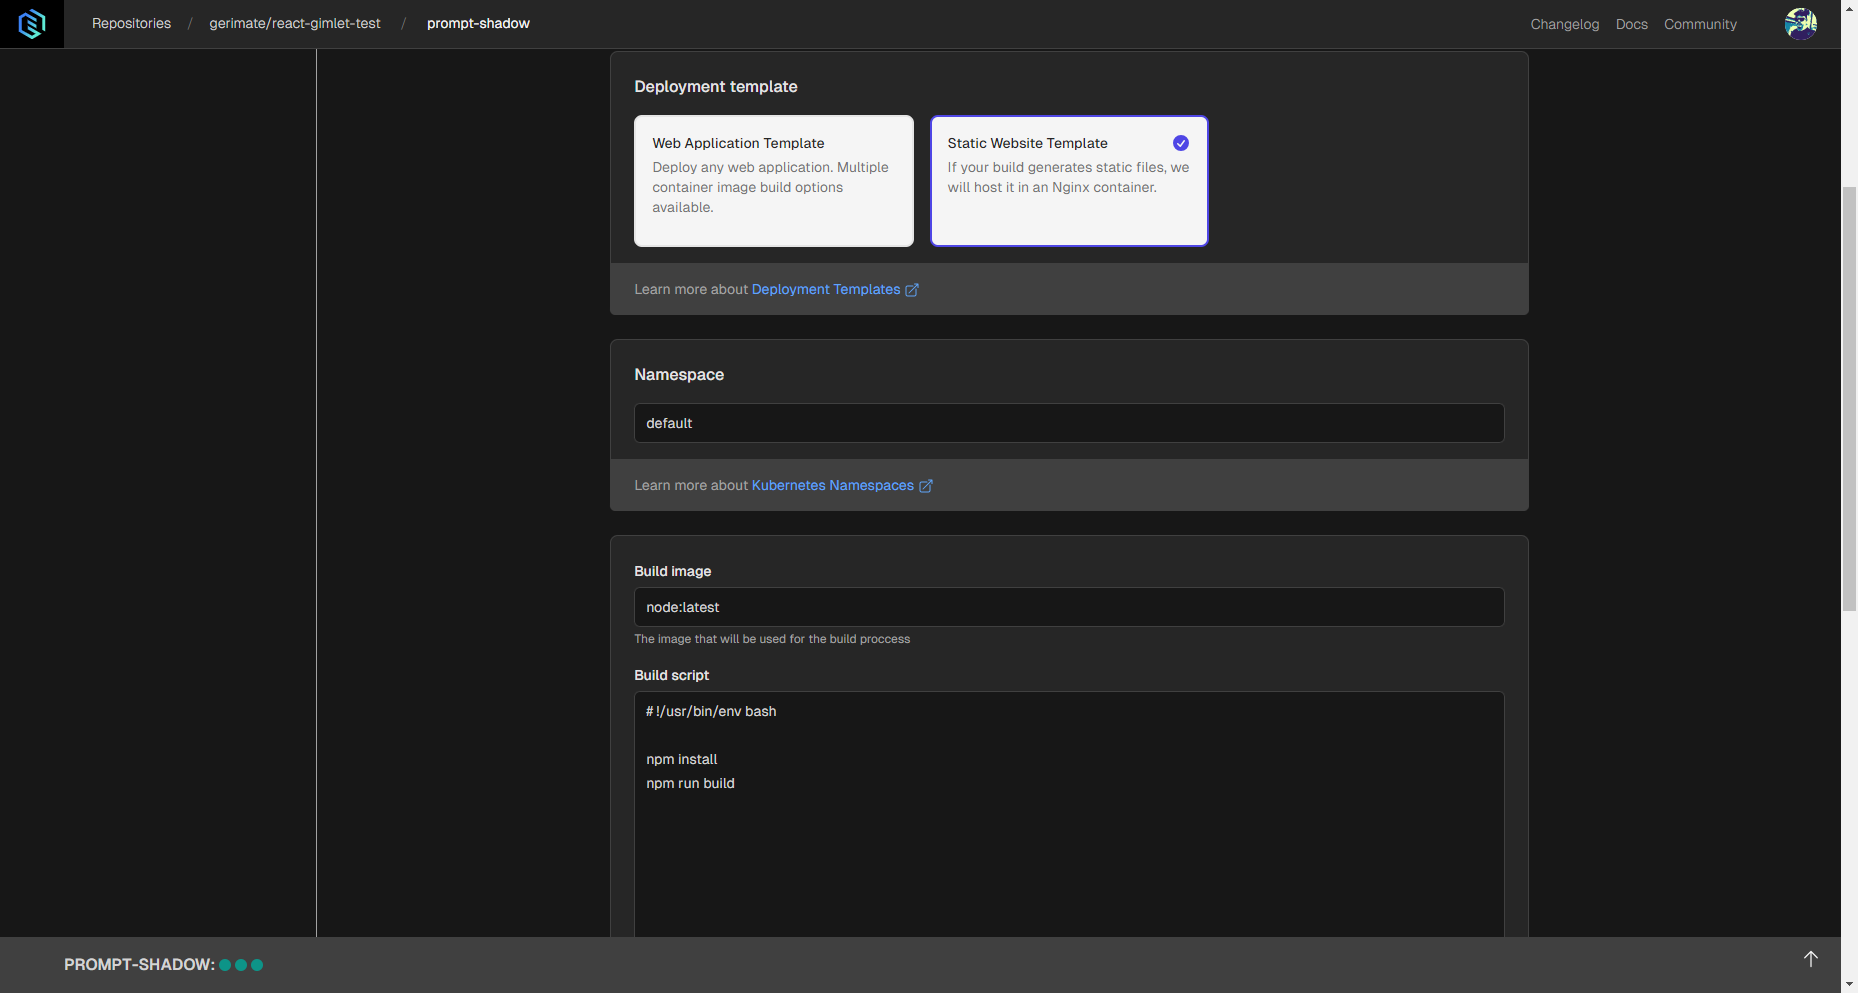 Repositories / gerimate/react-gimlet-test / prompt-shadow
Changelog Docs Community
Deployment template
Web Application Template
Deploy any web application. Multiple
container image build options
available.
Static Website Template
If your build generates static files, we
will host it in an Nginx container.
Learn more about Deployment Templates
Namespace
default
Learn more about Kubernetes Namespaces
Build image
node:latest
The image that will be used for the build proccess
Build script
#!/usr/bin/env bash
npm install
npm run build
PROMPT-SHADOW: